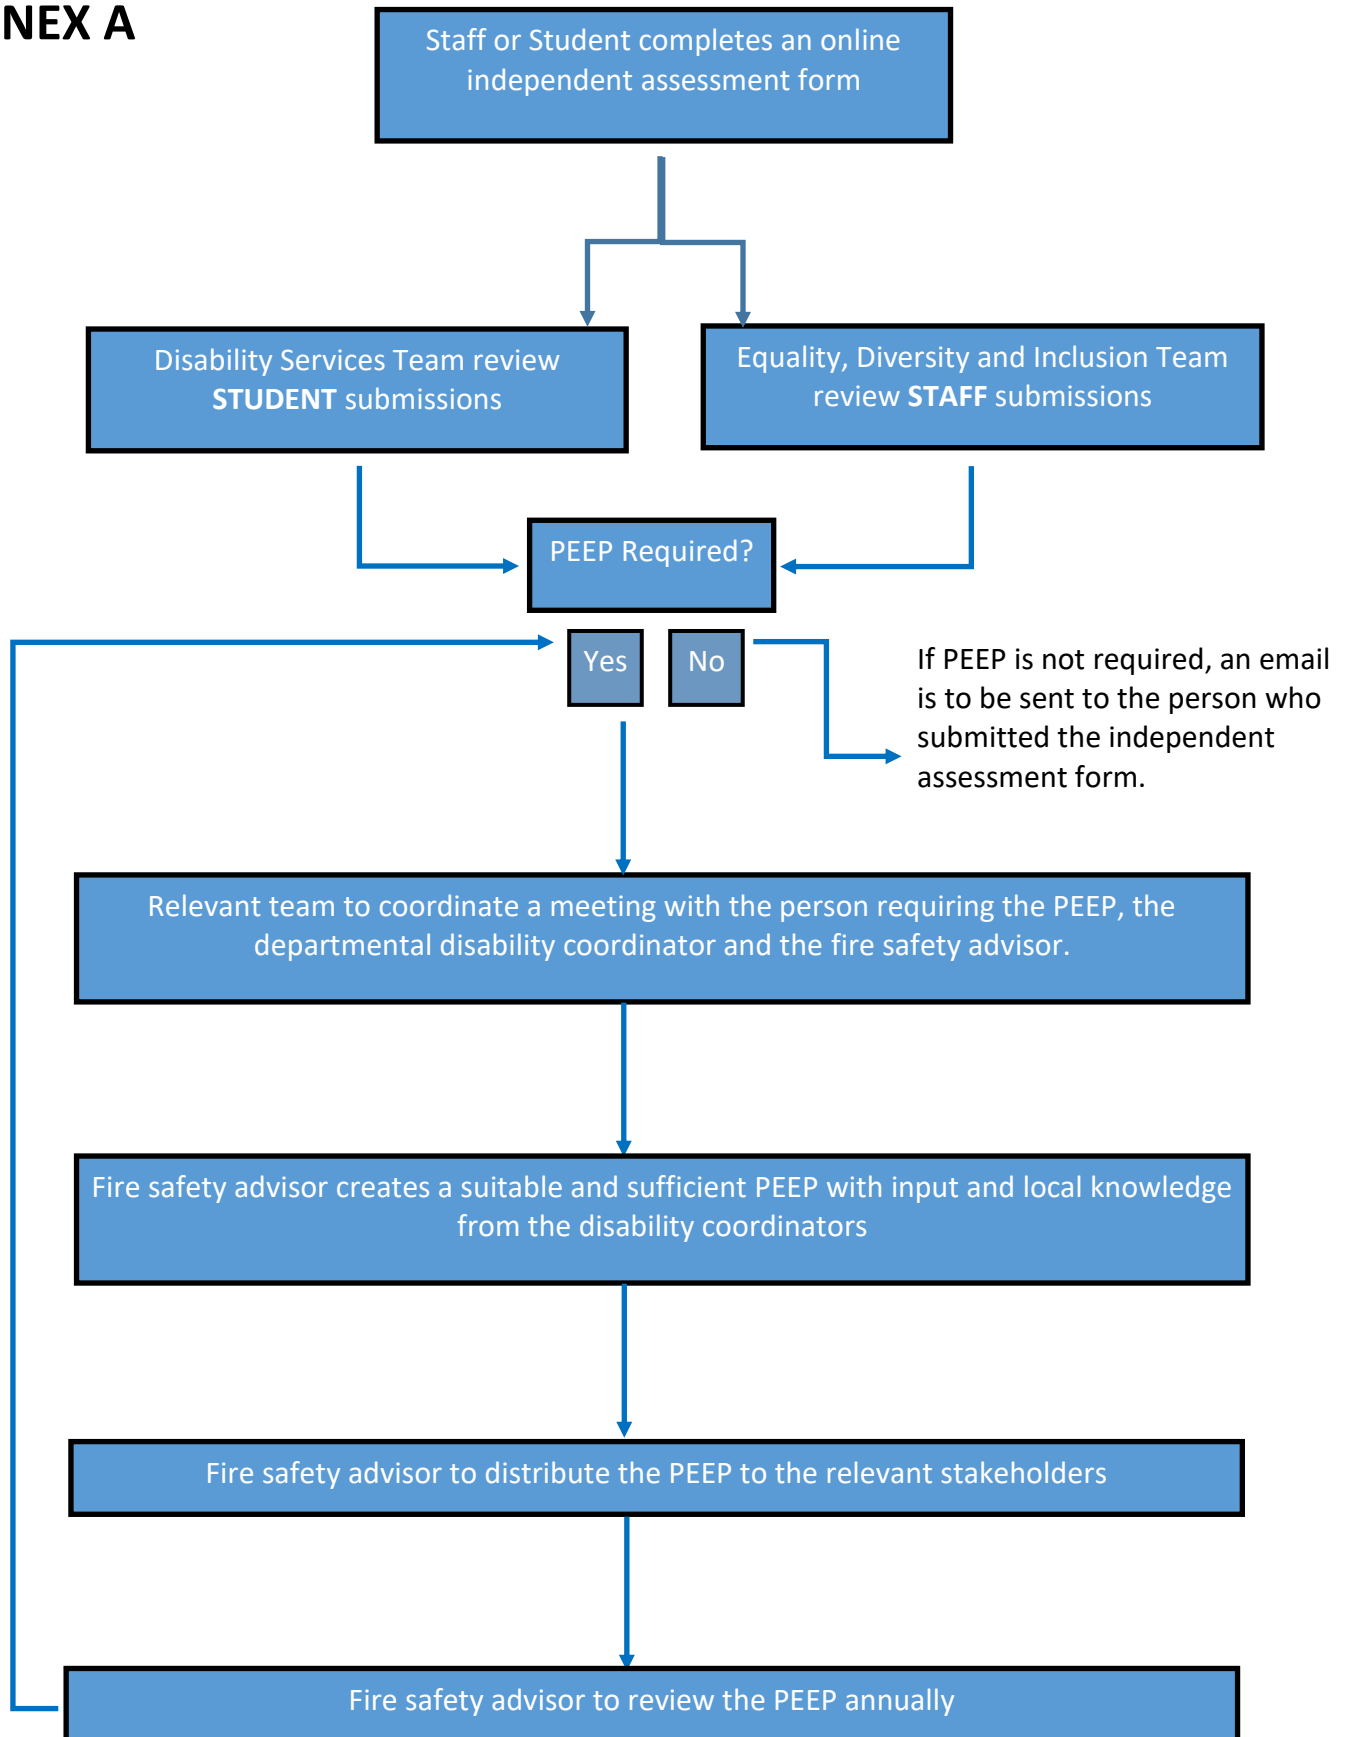 NEX A
Staff or Student completes an online
independent assessment form
Disability Services Team review
STUDENT submissions
Equality, Diversity and Inclusion Team
review STAFF submissions
PEEP Required?
Yes
No
If PEEP is not required, an email
is to be sent to the person who
submitted the independent
assessment form.
Relevant team to coordinate a meeting with the person requiring the PEEP, the
departmental disability coordinator and the fire safety advisor.
Fire safety advisor creates a suitable and sufficient PEEP with input and local knowledge
from the disability coordinators
Fire safety advisor to distribute the PEEP to the relevant stakeholders
Fire safety advisor to review the PEEP annually